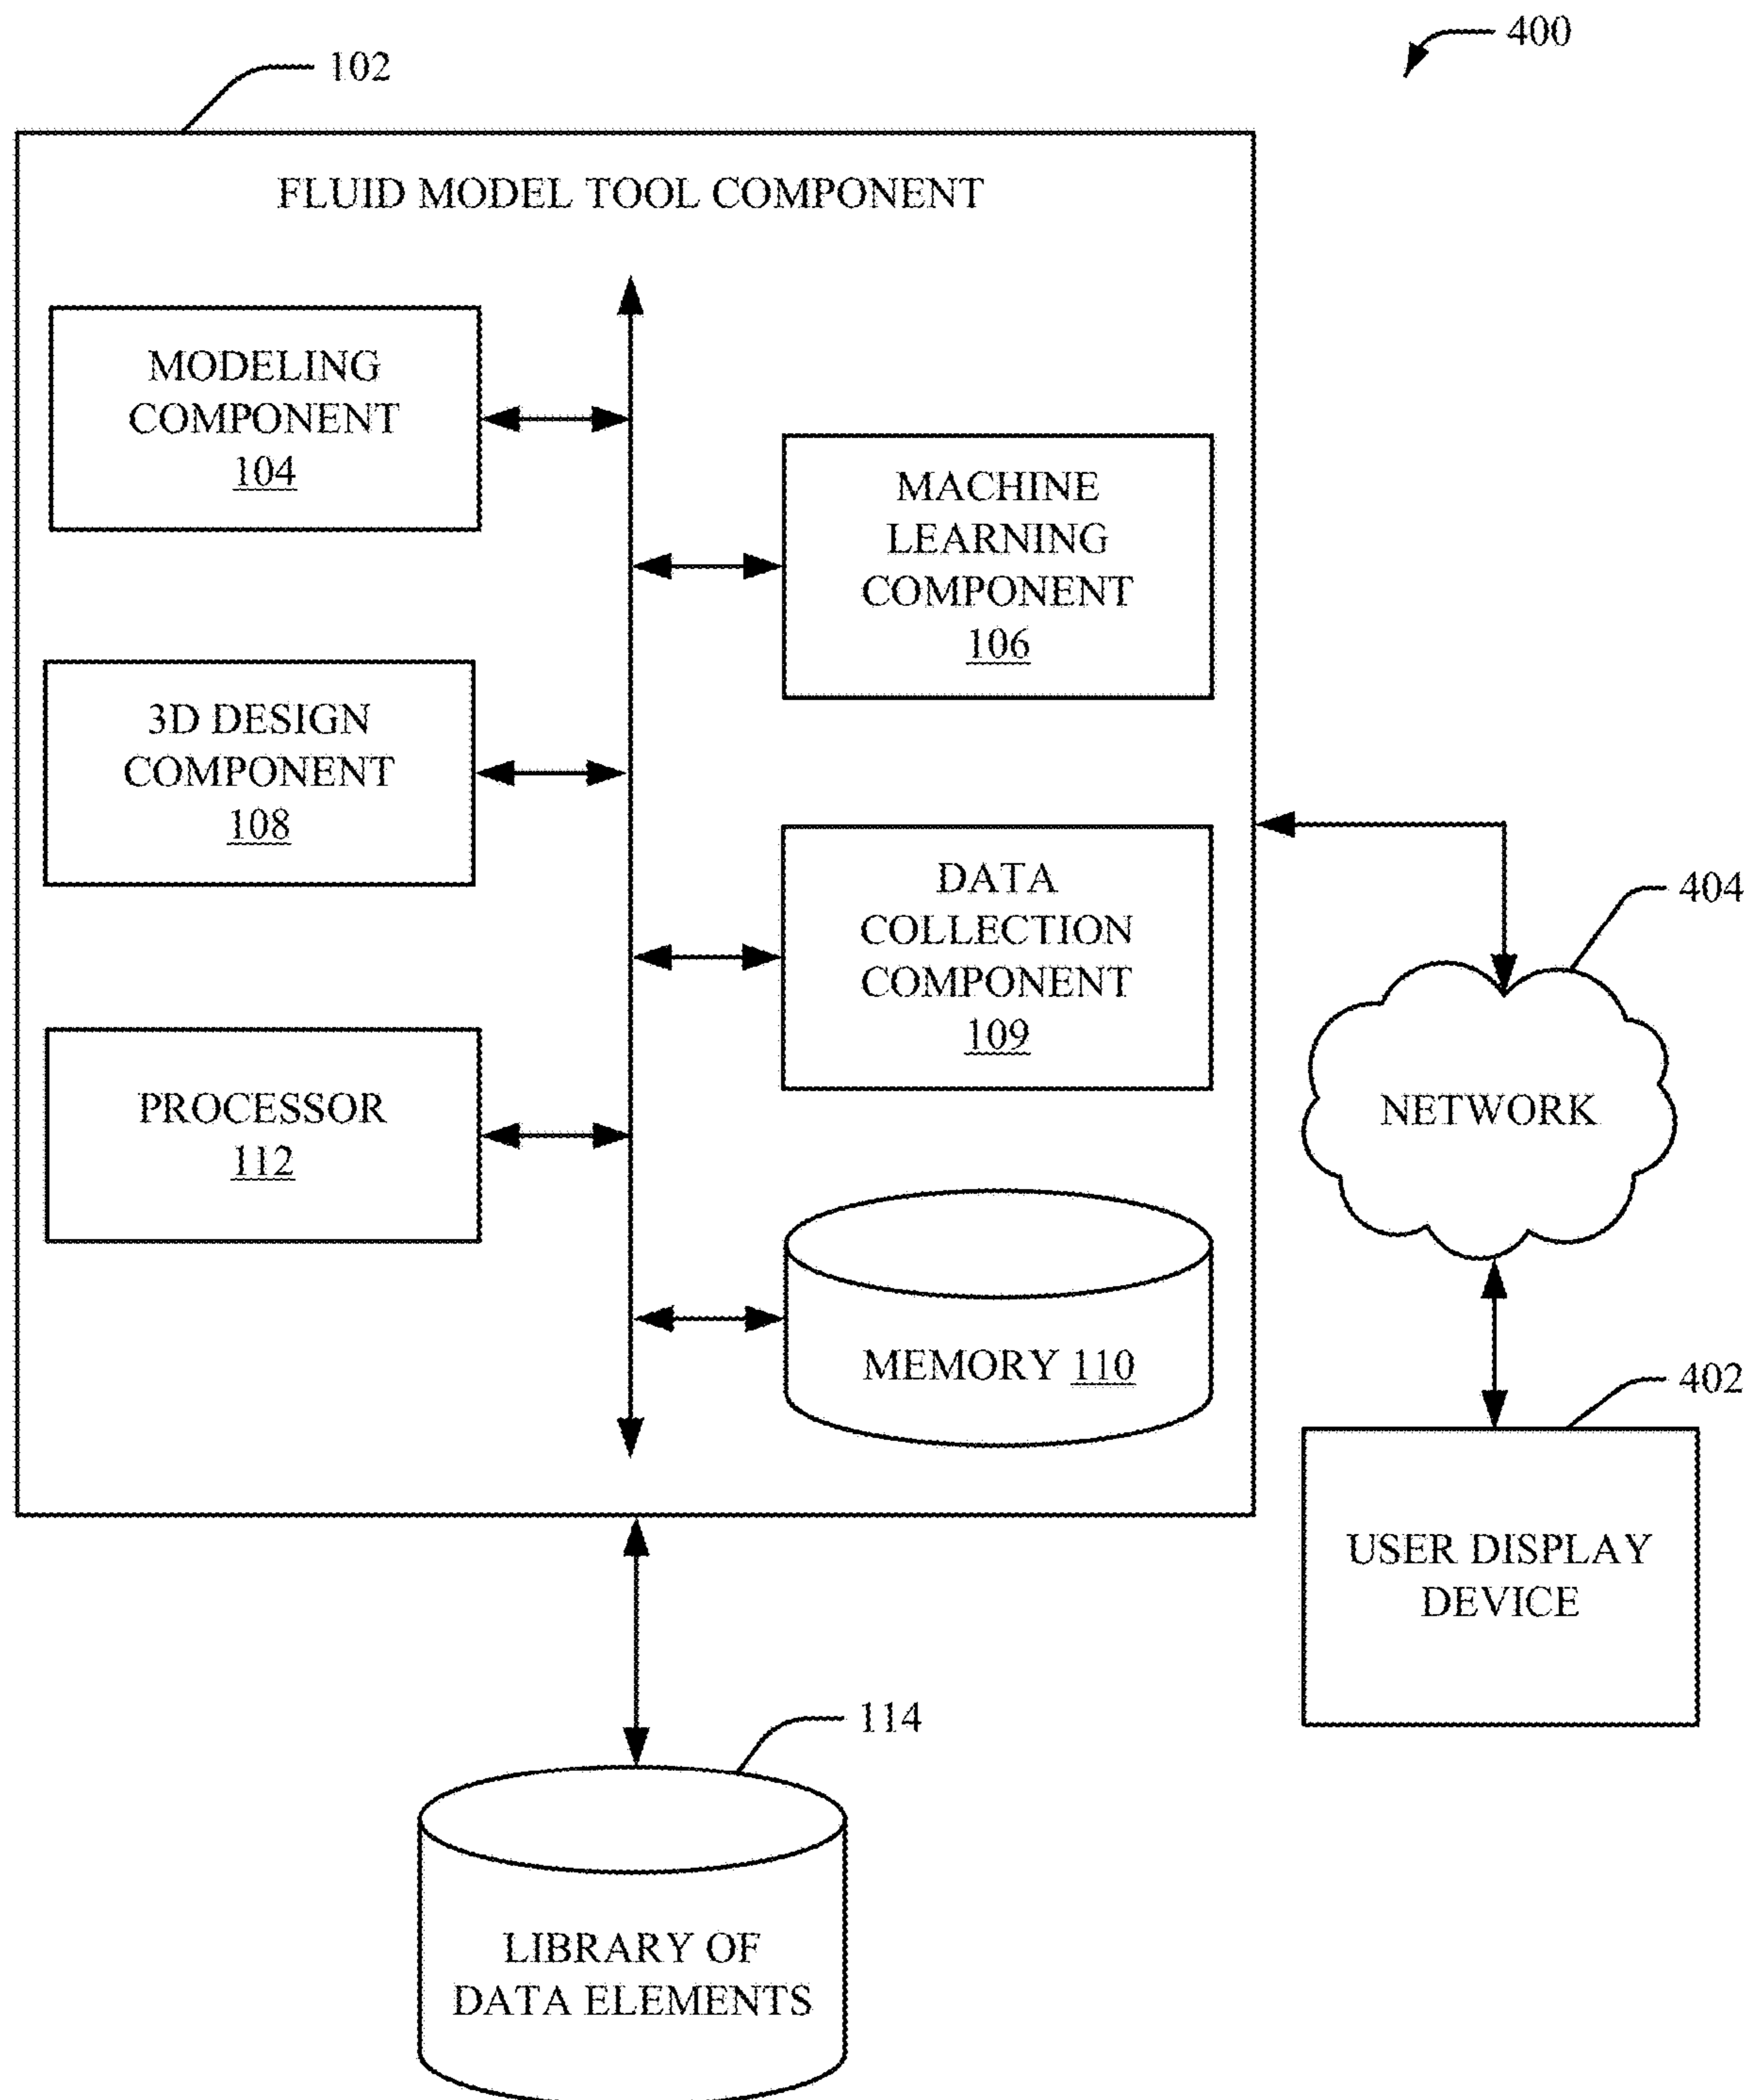 400
102
FLUID MODEL TOOL COMPONENT
MODELING
COMPONENT
104
MACHINE
LEARNING
COMPONENT
106
3D DESIGN
COMPONENT
108
DATA
COLLECTION
COMPONENT
109
404
NETWORK
PROCESSOR
112
MEMORY 110
402
USER DISPLAY
DEVICE
114
LIBRARY OF
DATA ELEMENTS